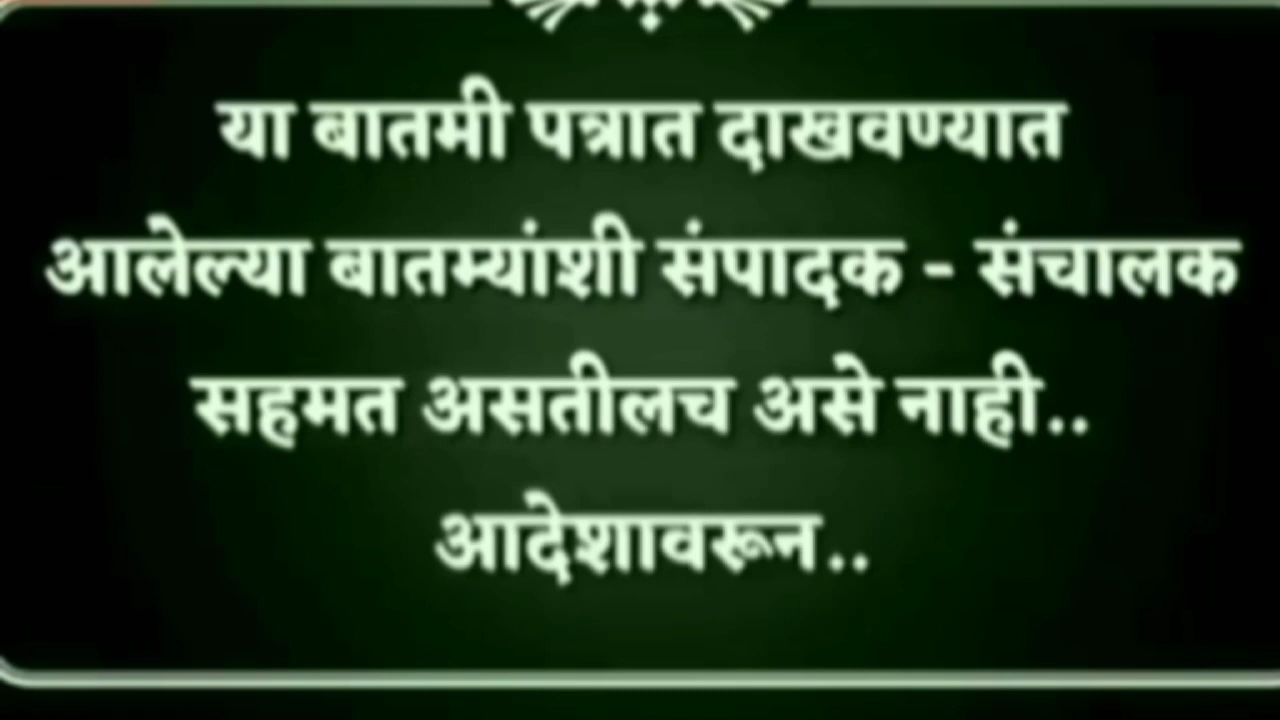 या बातमी पत्रात दाखवण्यात
आलेल्या बातम्यांशी संपादक - संचालक
सहमत असतीलच असे नाही..
आदेशावरून..